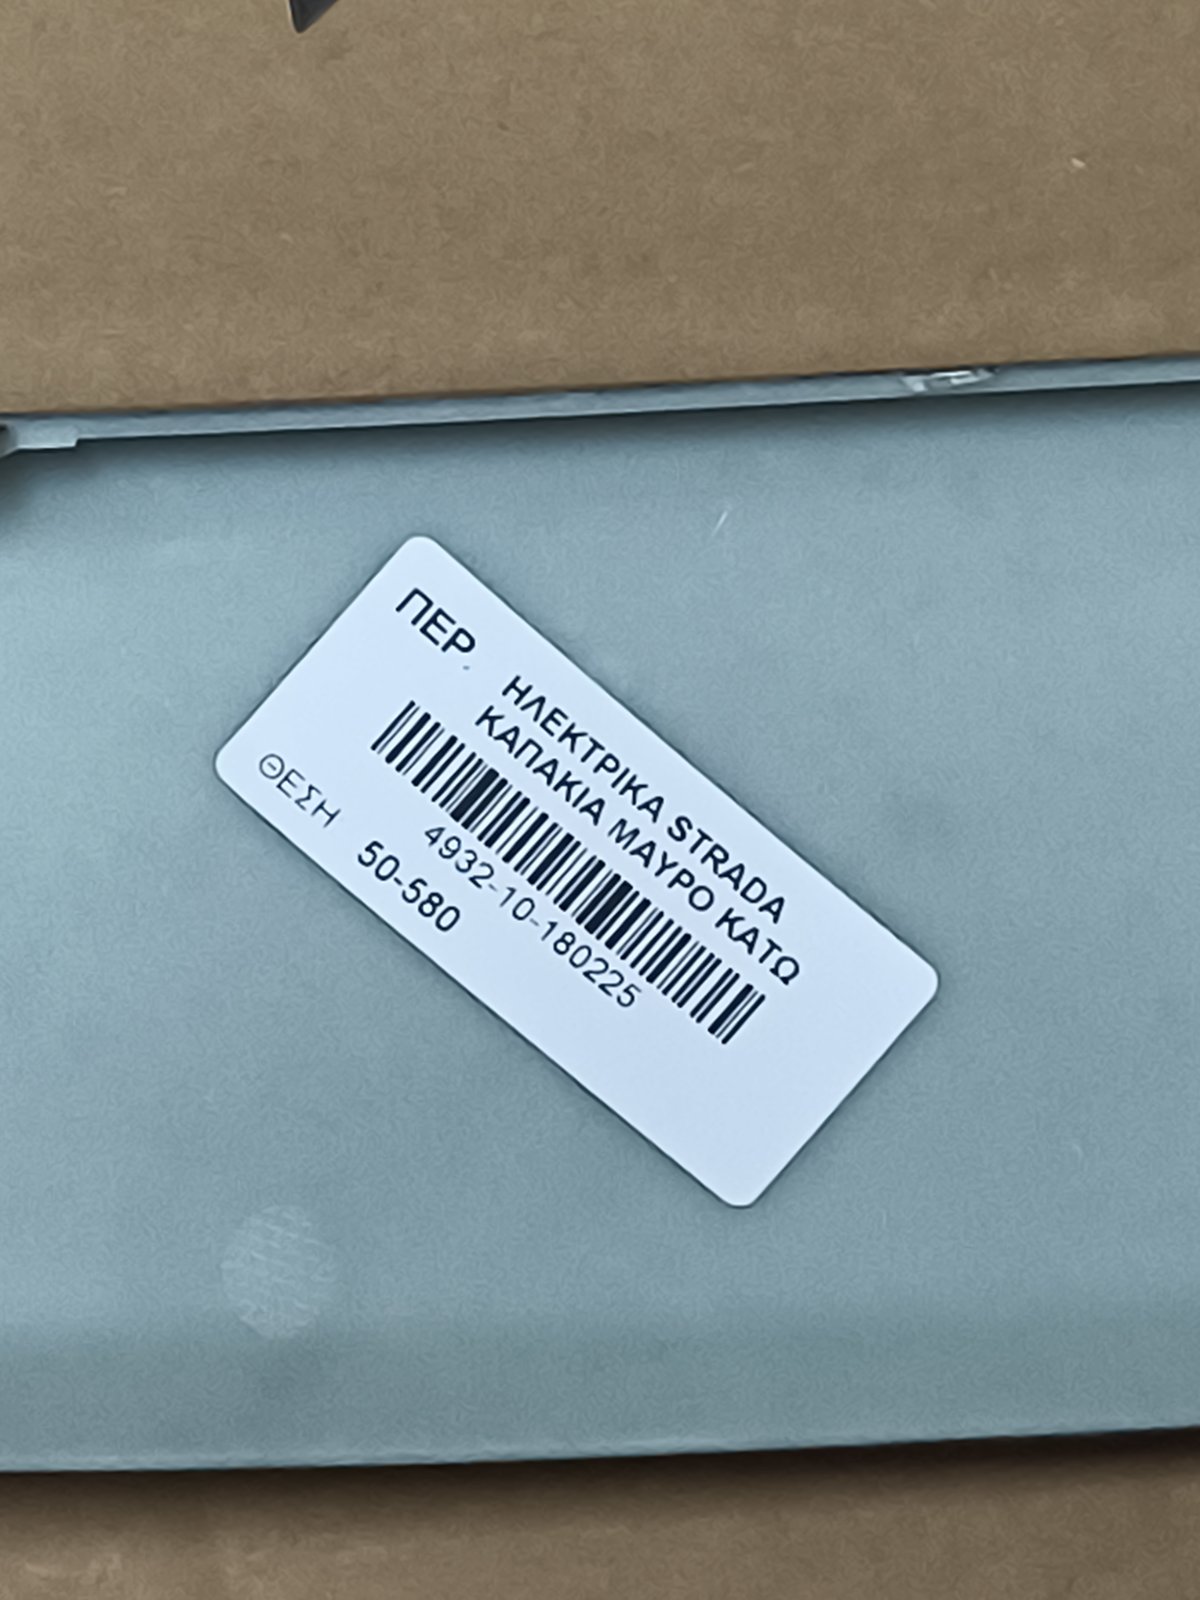 ΠΕΡ.
ΗΛΕΚΤΡΙΚΑ STRADA
ΚΑΠΑΚΙΑ ΜΑΥΡΟ ΚΑΤΩ
4932-10-180225
ΘΕΣΗ 50-580